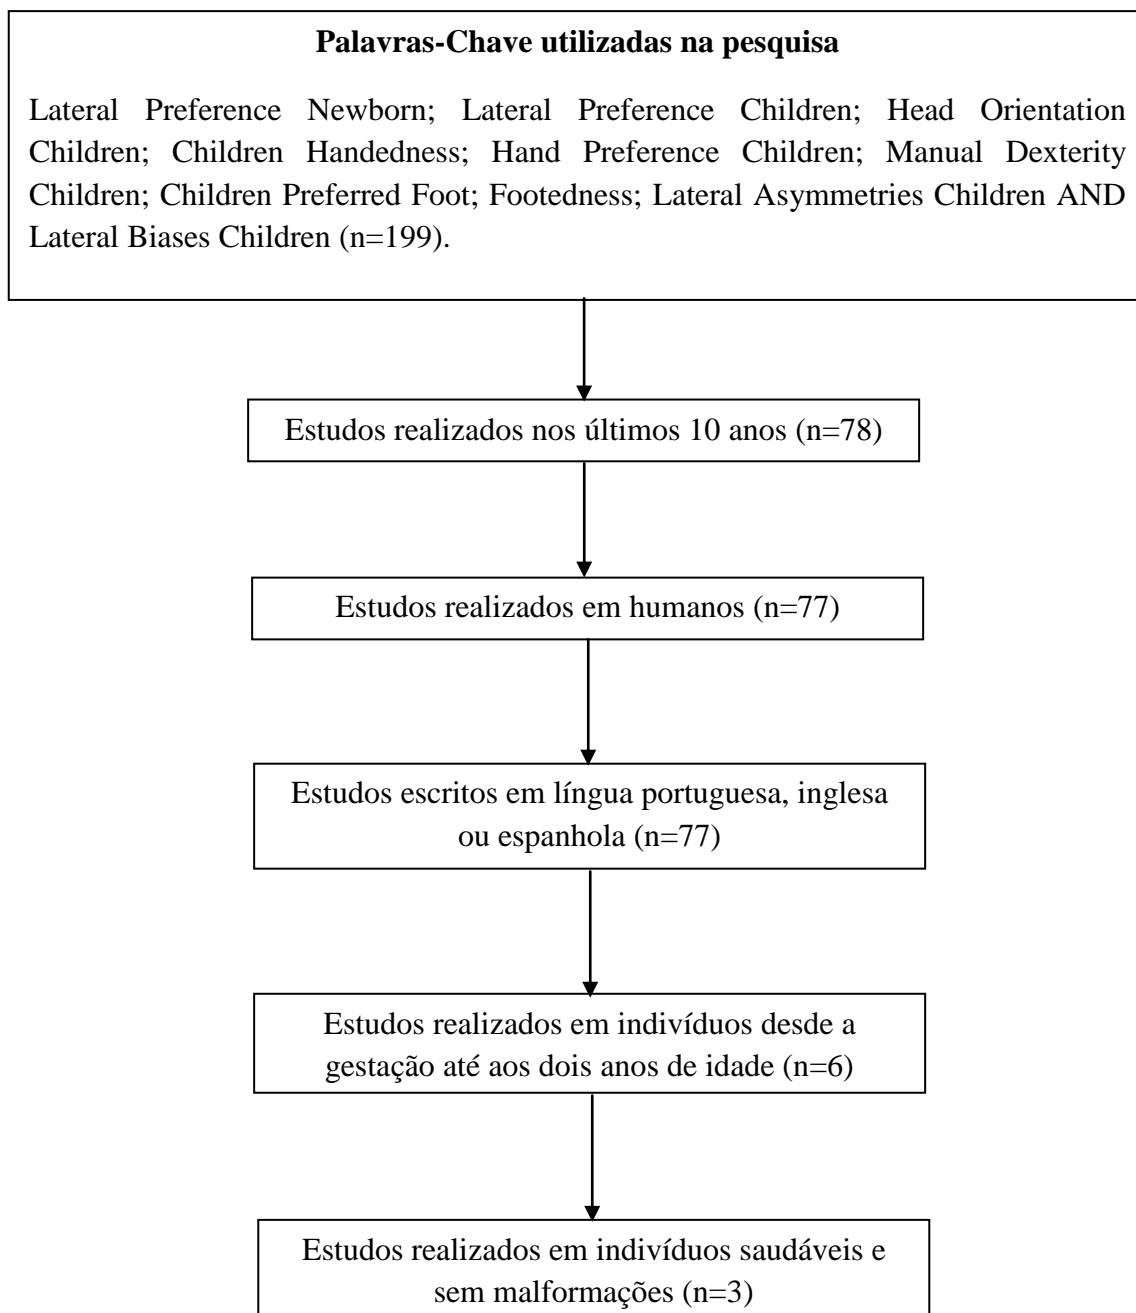 Palavras-Chave utilizadas na pesquisa
Lateral Preference Newborn; Lateral Preference Children; Head Orientation
Children; Children Handedness; Hand Preference Children; Manual Dexterity
Children; Children Preferred Foot; Footedness; Lateral Asymmetries Children AND
Lateral Biases Children (n=199).
Estudos realizados nos últimos 10 anos (n=78)
Estudos realizados em humanos (n=77)
Estudos escritos em língua portuguesa, inglesa
ou espanhola (n=77)
Estudos realizados em indivíduos desde a
gestação até aos dois anos de idade (n=6)
Estudos realizados em indivíduos saudáveis e
sem malformações (n=3)